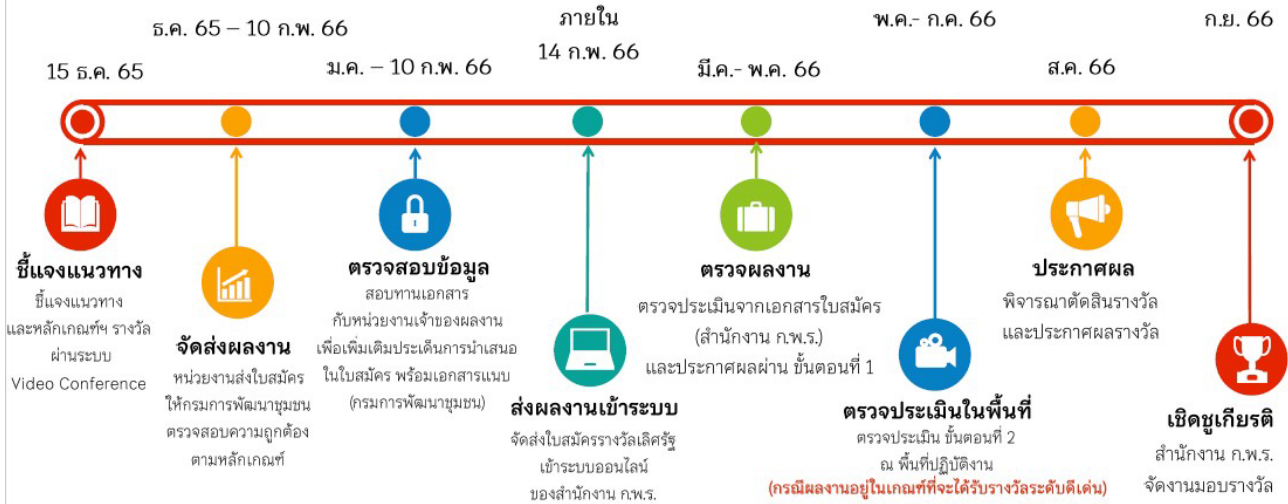 15 ธ.ค. 65
ธ.ค. 65 – 10 ก.พ. 66
ม.ค. – 10 ก.พ. 66
ภายใน
14 ก.พ. 66
มี.ค.- พ.ค. 66
พ.ค.- ก.ค. 66
ส.ค. 66
ก.ย. 66
ชี้แจงแนวทาง
ชี้แจงแนวทาง
และหลักเกณฑ์ฯ รางวัล
ผ่านระบบ
Video Conference
จัดส่งผลงาน
หน่วยงานส่งใบสมัคร
ให้กรมการพัฒนาชุมชน
ตรวจสอบความถูกต้อง
ตามหลักเกณฑ์
ตรวจสอบข้อมูล
สอบทานเอกสาร
กับหน่วยงานเจ้าของผลงาน
เพื่อเพิ่มเติมประเด็นการนำเสนอ
ในใบสมัคร พร้อมเอกสารแนบ
(กรมการพัฒนาชุมชน)
ส่งผลงานเข้าระบบ
จัดส่งใบสมัครรางวัลเลิศรัฐ
เข้าระบบออนไลน์
ของสำนักงาน ก.พ.ร.
ตรวจผลงาน
ตรวจประเมินจากเอกสารใบสมัคร
(สำนักงาน ก.พ.ร.)
และประกาศผลผ่าน ขั้นตอนที่ 1
ตรวจประเมินในพื้นที่
ตรวจประเมิน ขั้นตอนที่ 2
ณ พื้นที่ปฏิบัติงาน
(กรณีผลงานอยู่ในเกณฑ์ที่จะได้รับรางวัลระดับดีเด่น)
ประกาศผล
พิจารณาตัดสินรางวัล
และประกาศผลรางวัล
เชิดชูเกียรติ
สำนักงาน ก.พ.ร.
จัดงานมอบรางวัล